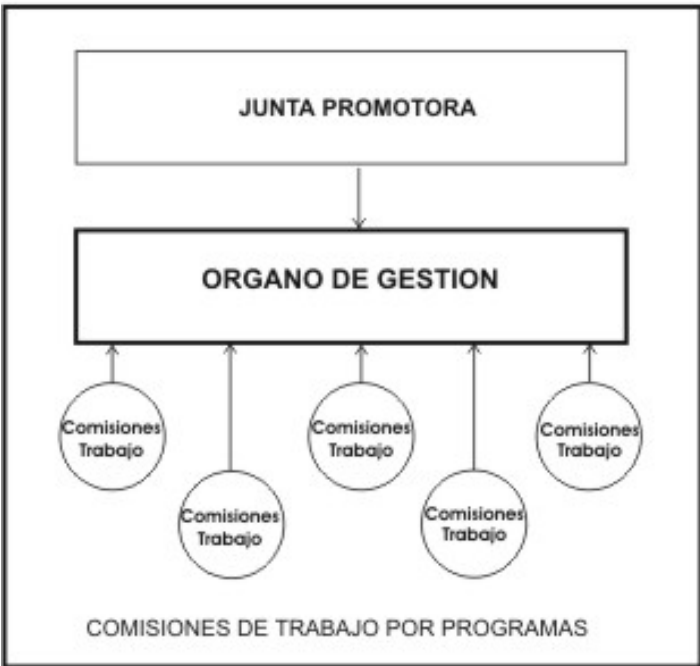 JUNTA PROMOTORA
ORGANO DE GESTION
Comisiones
Trabajo
Comisiones
Trabajo
Comisiones
Trabajo
Comisiones
Trabajo
Comisiones
Trabajo
COMISIONES DE TRABAJO POR PROGRAMAS